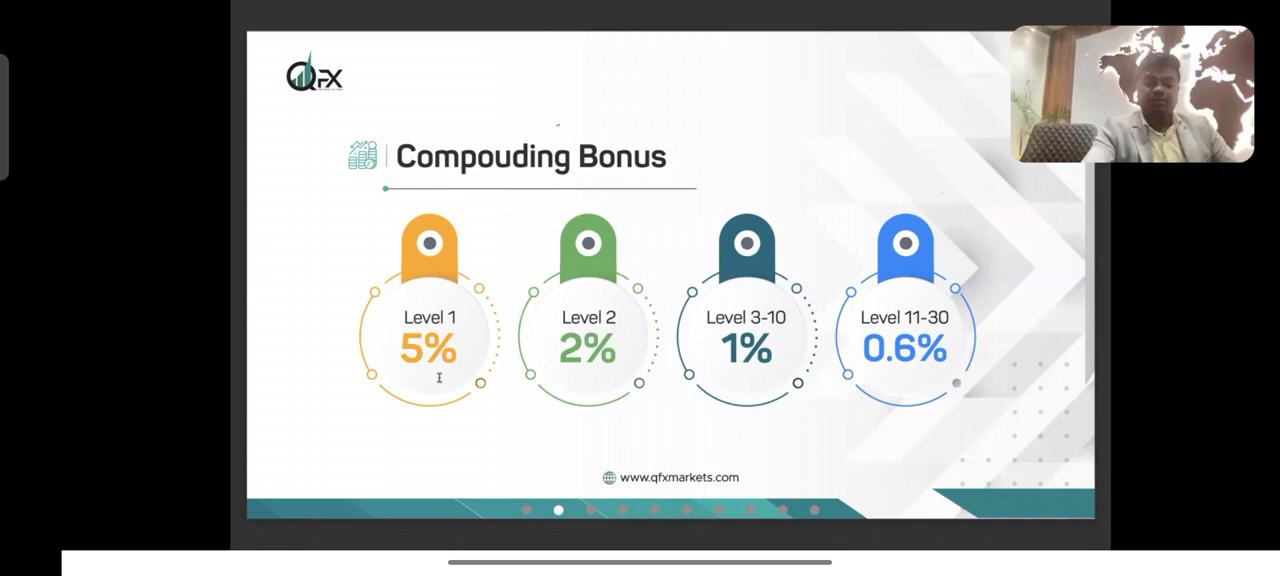 QFX
Compouding Bonus
Level 1
5%
Level 2
2%
Level 3-10
1%
Level 11-30
0.6%
www.qfxmarkets.com